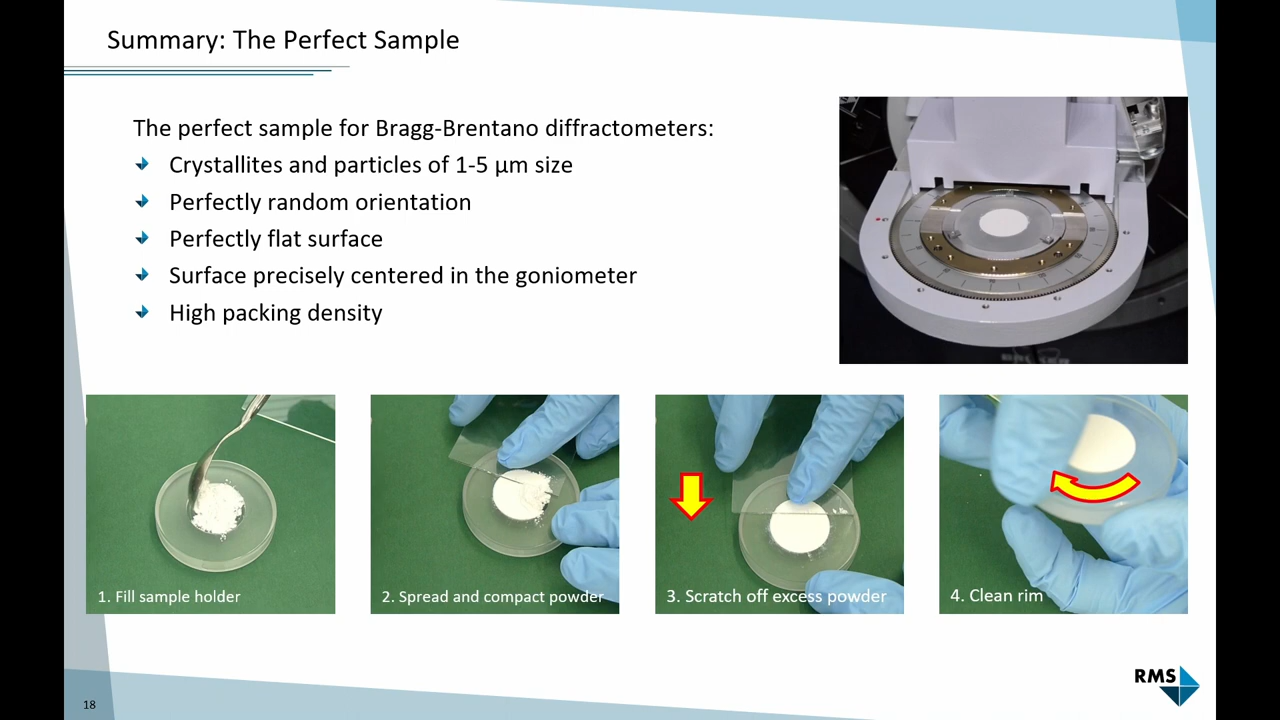 Summary: The Perfect Sample
The perfect sample for Bragg-Brentano diffractometers:
Crystallites and particles of 1-5 µm size
Perfectly random orientation
Perfectly flat surface
Surface precisely centered in the goniometer
High packing density
1. Fill sample holder
2. Spread and compact powder
3. Scratch off excess powder
4. Clean rim
RMS
18